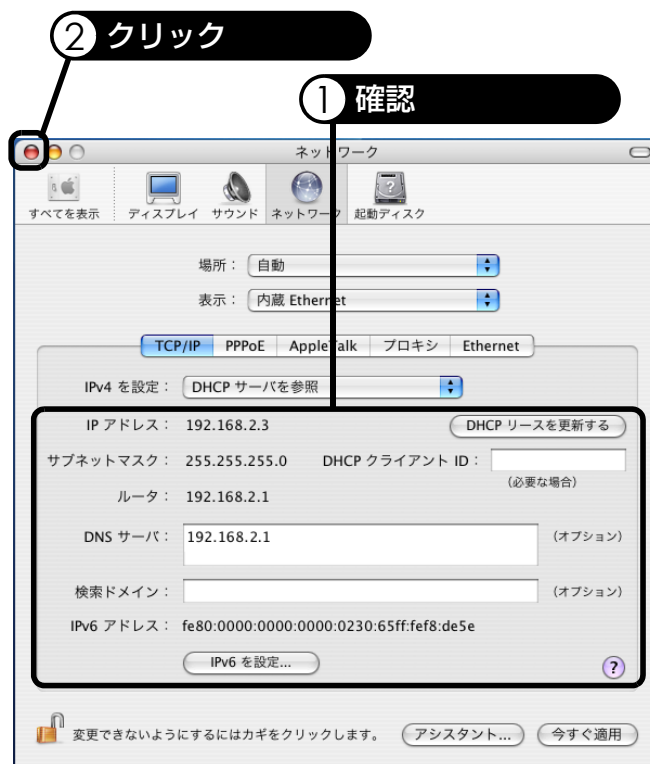 ② クリック
① 確認
ネットワーク
すべてを表示 ディスプレイ サウンド ネットワーク 起動ディスク
場所： 自動
表示： 内蔵 Ethernet
TCP/IP PPPoE AppleTalk プロキシ Ethernet
IPv4 を設定： DHCP サーバを参照
IP アドレス： 192.168.2.3 DHCP リースを更新する
サブネットマスク： 255.255.255.0 DHCP クライアント ID：
（必要な場合）
ルータ： 192.168.2.1
DNS サーバ： 192.168.2.1 （オプション）
検索ドメイン： （オプション）
IPv6 アドレス： fe80:0000:0000:0000:0230:65ff:fef8:de5e
IPv6 を設定... ?
変更できないようにするにはカギをクリックします。 アシスタント... 今すぐ適用